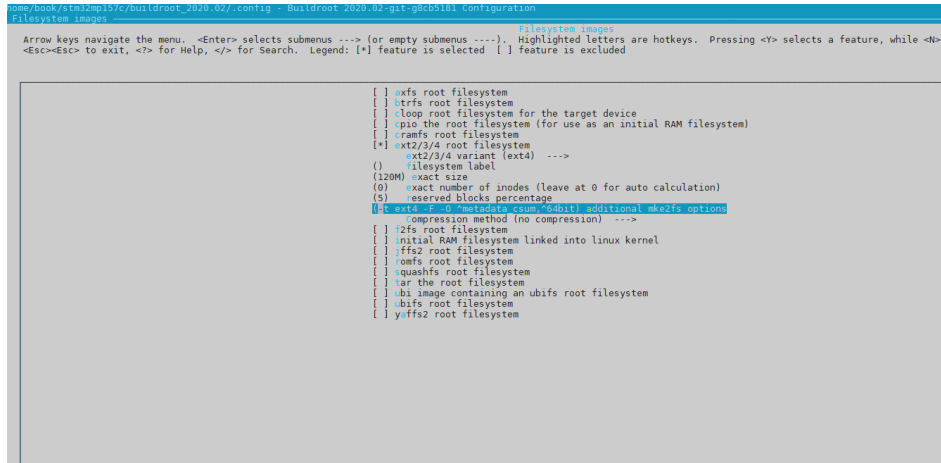 home/book/stm32mp157c/buildroot_2020.02/.config - Buildroot 2020.02-git-g8cb5181 Configuration
Filesystem images
Filesystem images
Arrow keys navigate the menu. <Enter> selects submenus ---> (or empty submenus ----). Highlighted letters are hotkeys. Pressing <Y> selects a feature, while <N>
<Esc><Esc> to exit, <?> for Help, </> for Search. Legend: [*] feature is selected [ ] feature is excluded
[ ] axfs root filesystem
[ ] btrfs root filesystem
[ ] cloop root filesystem for the target device
[ ] cpio the root filesystem (for use as an initial RAM filesystem)
[ ] cramfs root filesystem
[*] ext2/3/4 root filesystem
ext2/3/4 variant (ext4) --->
() filesystem label
(120M) exact size
(0) exact number of inodes (leave at 0 for auto calculation)
(5) reserved blocks percentage
(-t ext4 -F -O ^metadata_csum,^64bit) additional mke2fs options
Compression method (no compression) --->
[ ] f2fs root filesystem
[ ] initial RAM filesystem linked into linux kernel
[ ] jffs2 root filesystem
[ ] romfs root filesystem
[ ] squashfs root filesystem
[ ] tar the root filesystem
[ ] ubi image containing an ubifs root filesystem
[ ] ubifs root filesystem
[ ] yaffs2 root filesystem